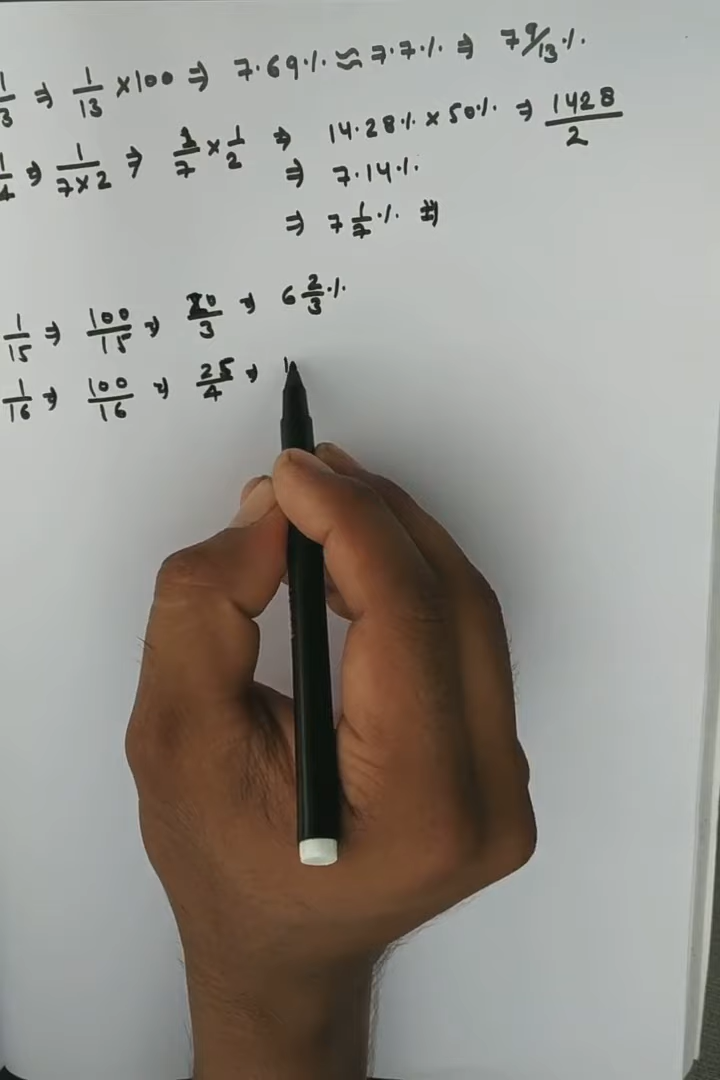 1/3 ⇒ 1/13 × 100 ⇒ 7.69% ≈ 7.7% ⇒ 7 9/13 %
1/4 ⇒ 1/7×2 ⇒ 1/7 × 1/2 ⇒ 14.28% × 50% ⇒ 1428/2
⇒ 7.14%
⇒ 7 1/7 %
1/15 ⇒ 100/15 ⇒ 20/3 ⇒ 6 2/3 %
1/16 ⇒ 100/16 ⇒ 25/4 ⇒